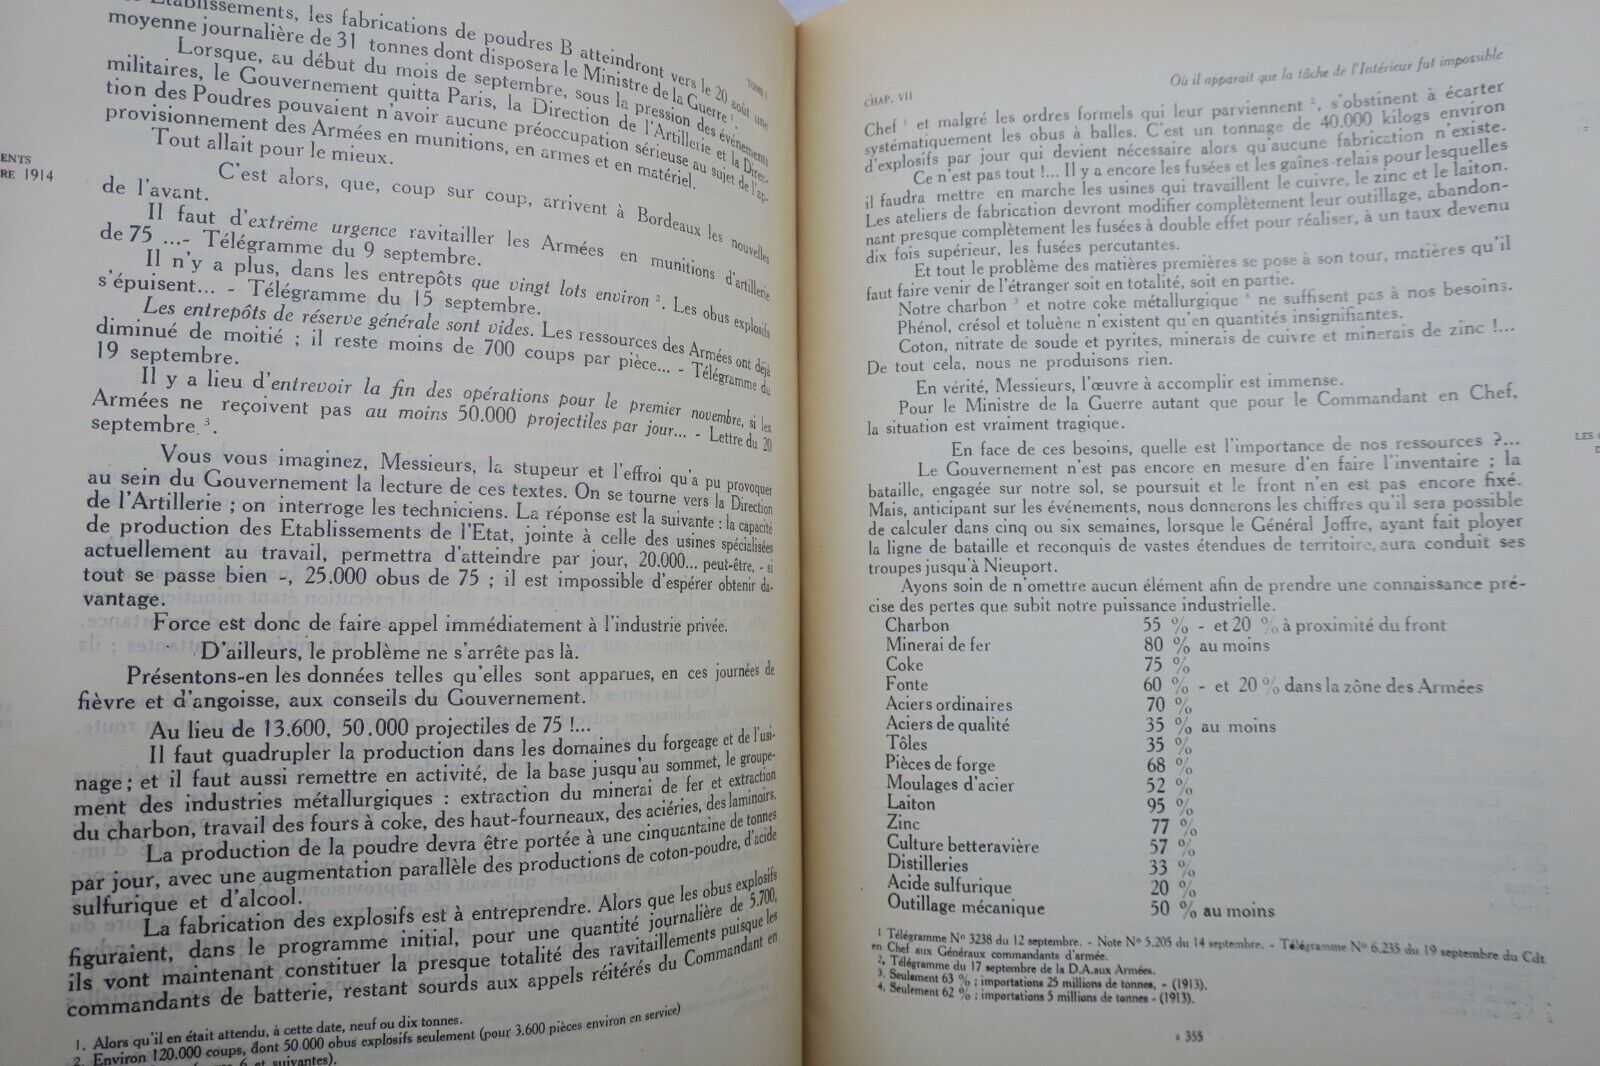 Etablissements, les fabrications de poudres B atteindront vers le 20 août une
moyenne journalière de 31 tonnes dont disposera le Ministre de la Guerre ¹.
TOME I
Lorsque, au début du mois de septembre, sous la pression des événements
militaires, le Gouvernement quitta Paris, la Direction de l'Artillerie et la Direc-
tion des Poudres pouvaient n'avoir aucune préoccupation sérieuse au sujet de l'ap-
provisionnement des Armées en munitions, en armes et en matériel.
Tout allait pour le mieux.
ENTS
RE 1914
C'est alors, que, coup sur coup, arrivent à Bordeaux les nouvelles
de l'avant.
Il faut d'extrême urgence ravitailler les Armées en munitions d'artillerie
de 75 ...- Télégramme du 9 septembre.
Il n'y a plus, dans les entrepôts que vingt lots environ ². Les obus explosifs
s'épuisent... - Télégramme du 15 septembre.
Les entrepôts de réserve générale sont vides. Les ressources des Armées ont déjà
diminué de moitié ; il reste moins de 700 coups par pièce... - Télégramme du
19 septembre.
Il y a lieu d'entrevoir la fin des opérations pour le premier novembre, si les
Armées ne reçoivent pas au moins 50.000 projectiles par jour... - Lettre du 20
septembre ³.
Vous vous imaginez, Messieurs, la stupeur et l'effroi qu'a pu provoquer
au sein du Gouvernement la lecture de ces textes. On se tourne vers la Direction
de l'Artillerie ; on interroge les techniciens. La réponse est la suivante : la capacité
de production des Etablissements de l'Etat, jointe à celle des usines spécialisées
actuellement au travail, permettra d'atteindre par jour, 20.000... peut-être, - si
tout se passe bien -, 25.000 obus de 75 ; il est impossible d'espérer obtenir da-
vantage.
Force est donc de faire appel immédiatement à l'industrie privée.
D'ailleurs, le problème ne s'arrête pas là.
Présentons-en les données telles qu'elles sont apparues, en ces journées de
fièvre et d'angoisse, aux conseils du Gouvernement.
Au lieu de 13.600, 50.000 projectiles de 75 !...
Il faut quadrupler la production dans les domaines du forgeage et de l'usi-
nage ; et il faut aussi remettre en activité, de la base jusqu'au sommet, le groupe-
ment des industries métallurgiques : extraction du minerai de fer et extraction
du charbon, travail des fours à coke, des haut-fourneaux, des aciéries, des laminoirs.
La production de la poudre devra être portée à une cinquantaine de tonnes
par jour, avec une augmentation parallèle des productions de coton-poudre, d'acide
sulfurique et d'alcool.
La fabrication des explosifs est à entreprendre. Alors que les obus explosifs
figuraient, dans le programme initial, pour une quantité journalière de 5.700,
ils vont maintenant constituer la presque totalité des ravitaillements puisque les
commandants de batterie, restant sourds aux appels réitérés du Commandant en
1. Alors qu'il en était attendu, à cette date, neuf ou dix tonnes.
2. Environ 120.000 coups, dont 50.000 obus explosifs seulement (pour 3.600 pièces environ en service)
6 et suivantes).
CHAP. VII
Où il apparait que la tâche de l'Intérieur fut impossible
Chef ¹ et malgré les ordres formels qui leur parviennent ², s'obstinent à écarter
systématiquement les obus à balles. C'est un tonnage de 40.000 kilogs environ
d'explosifs par jour qui devient nécessaire alors qu'aucune fabrication n'existe.
Ce n'est pas tout !... Il y a encore les fusées et les gaînes-relais pour lesquelles
il faudra mettre en marche les usines qui travaillent le cuivre, le zinc et le laiton.
Les ateliers de fabrication devront modifier complètement leur outillage, abandon-
nant presque complètement les fusées à double effet pour réaliser, à un taux devenu
dix fois supérieur, les fusées percutantes.
Et tout le problème des matières premières se pose à son tour, matières qu'il
faut faire venir de l'étranger soit en totalité, soit en partie.
Notre charbon ³ et notre coke métallurgique ⁴ ne suffisent pas à nos besoins.
Phénol, crésol et toluène n'existent qu'en quantités insignifiantes.
Coton, nitrate de soude et pyrites, minerais de cuivre et minerais de zinc !...
De tout cela, nous ne produisons rien.
En vérité, Messieurs, l'œuvre à accomplir est immense.
Pour le Ministre de la Guerre autant que pour le Commandant en Chef,
la situation est vraiment tragique.
En face de ces besoins, quelle est l'importance de nos ressources ?...
LES
Le Gouvernement n'est pas encore en mesure d'en faire l'inventaire ; la
bataille, engagée sur notre sol, se poursuit et le front n'en est pas encore fixé.
Mais, anticipant sur les événements, nous donnerons les chiffres qu'il sera possible
de calculer dans cinq ou six semaines, lorsque le Général Joffre, ayant fait ployer
la ligne de bataille et reconquis de vastes étendues de territoire, aura conduit ses
troupes jusqu'à Nieuport.
Ayons soin de n'omettre aucun élément afin de prendre une connaissance pré-
cise des pertes que subit notre puissance industrielle.
Charbon 55 % - et 20 % à proximité du front
Minerai de fer 80 % au moins
Coke 75 %
Fonte 60 % - et 20 % dans la zône des Armées
Aciers ordinaires 70 %
Aciers de qualité 35 % au moins
Tôles 35 %
Pièces de forge 68 %
Moulages d'acier 52 %
Laiton 95 %
Zinc 77 %
Culture betteravière 57 %
Distilleries 33 %
Acide sulfurique 20 %
Outillage mécanique 50 % au moins
1 Télégramme N° 3238 du 12 septembre. - Note N° 5.205 du 14 septembre. - Télégramme N° 6.235 du 19 septembre du Cdt
en Chef aux Généraux commandants d'armée.
2. Télégramme du 17 septembre de la D.A. aux Armées.
3. Seulement 63 % ; importations 25 millions de tonnes, - (1913).
4. Seulement 62 % ; importations 5 millions de tonnes - (1913).
« 355